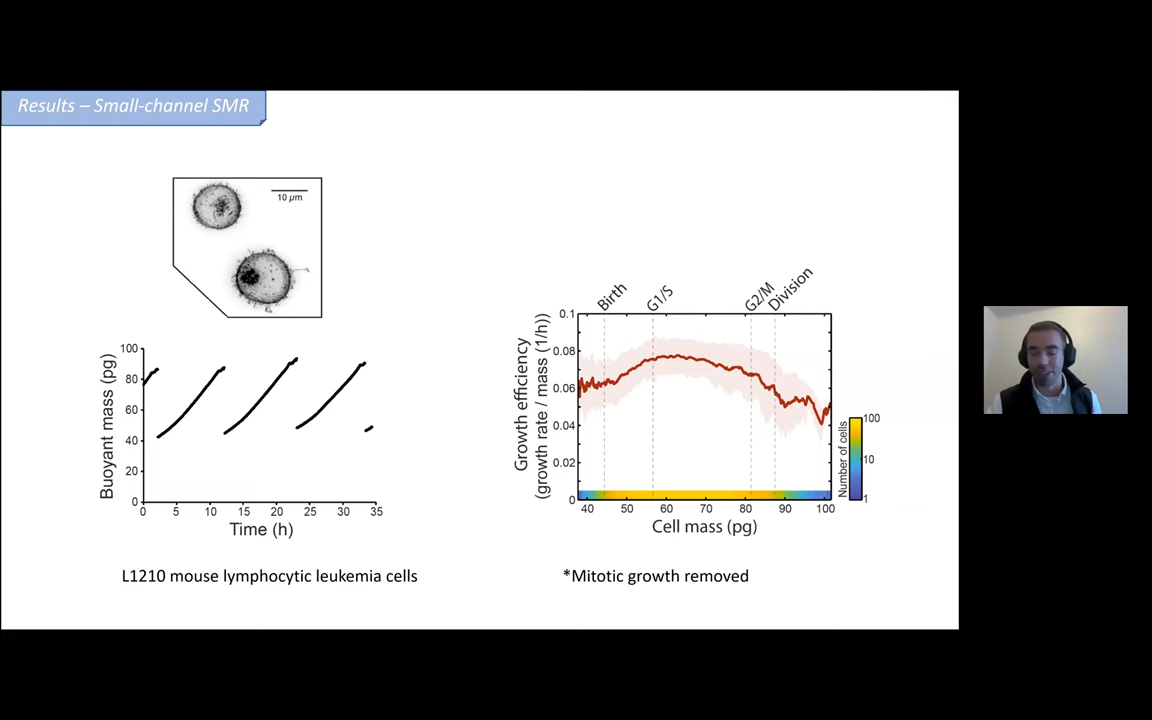 Results – Small-channel SMR
10 µm
Buoyant mass (pg)
100
80
60
40
20
0
0 5 10 15 20 25 30 35
Time (h)
L1210 mouse lymphocytic leukemia cells
Birth
G1/S
G2/M
Division
Growth efficiency
(growth rate / mass (1/h))
0.1
0.08
0.06
0.04
0.02
0
40 50 60 70 80 90 100
Cell mass (pg)
Number of cells
100
10
1
*Mitotic growth removed